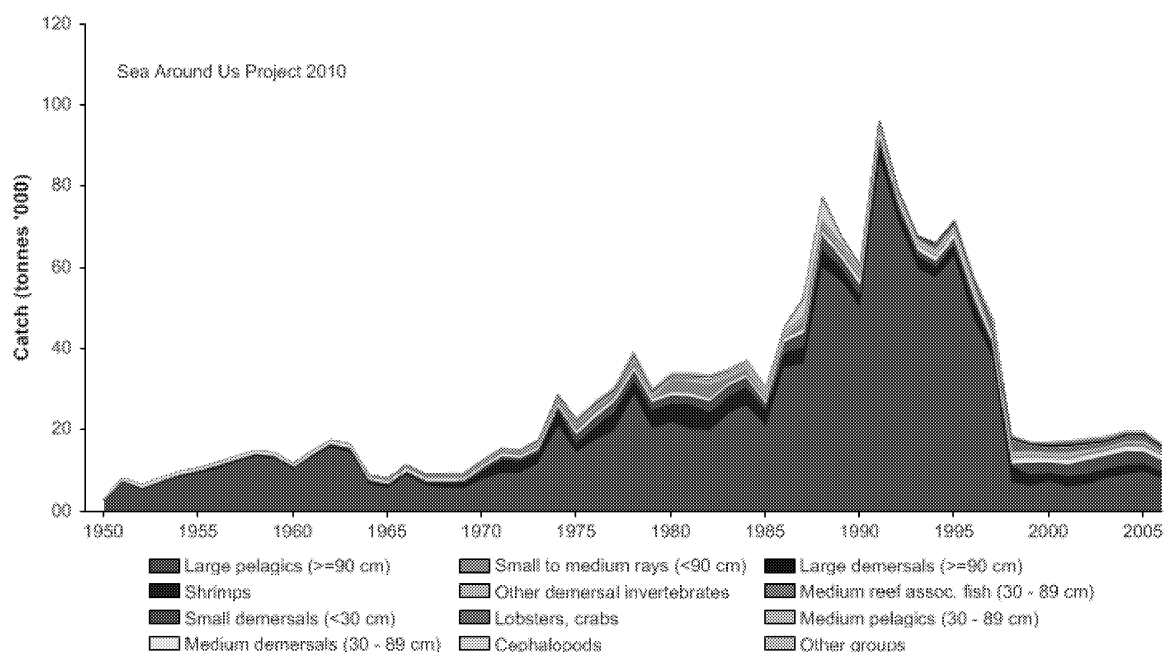 120
Sea Around Us Project 2010
100
80
60
40
20
00
Catch (tonnes '000)
1950 1955 1960 1965 1970 1975 1980 1985 1990 1995 2000 2005
Large pelagics (>=90 cm) Small to medium rays (<90 cm) Large demersals (>=90 cm)
Shrimps Other demersal invertebrates Medium reef assoc. fish (30 - 89 cm)
Small demersals (<30 cm) Lobsters, crabs Medium pelagics (30 - 89 cm)
Medium demersals (30 - 89 cm) Cephalopods Other groups